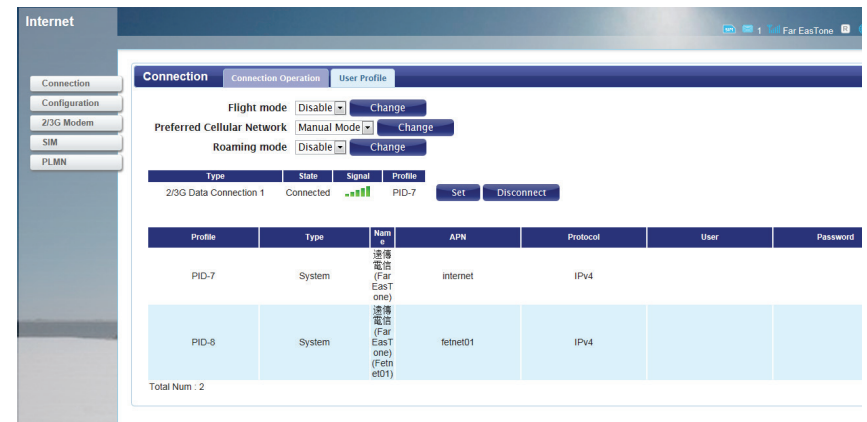 Internet
1 Far EasTone R
Connection
Configuration
2/3G Modem
SIM
PLMN
Connection Connection Operation User Profile
Flight mode Disable Change
Preferred Cellular Network Manual Mode Change
Roaming mode Disable Change
Type State Signal Profile
2/3G Data Connection 1 Connected PID-7 Set Disconnect
Profile Type Nam
e APN Protocol User Password
PID-7 System 遠傳
電信
(Far
EasT
one) internet IPv4
PID-8 System 遠傳
電信
(Far
EasT
one)
(Fetn
et01) fetnet01 IPv4
Total Num : 2